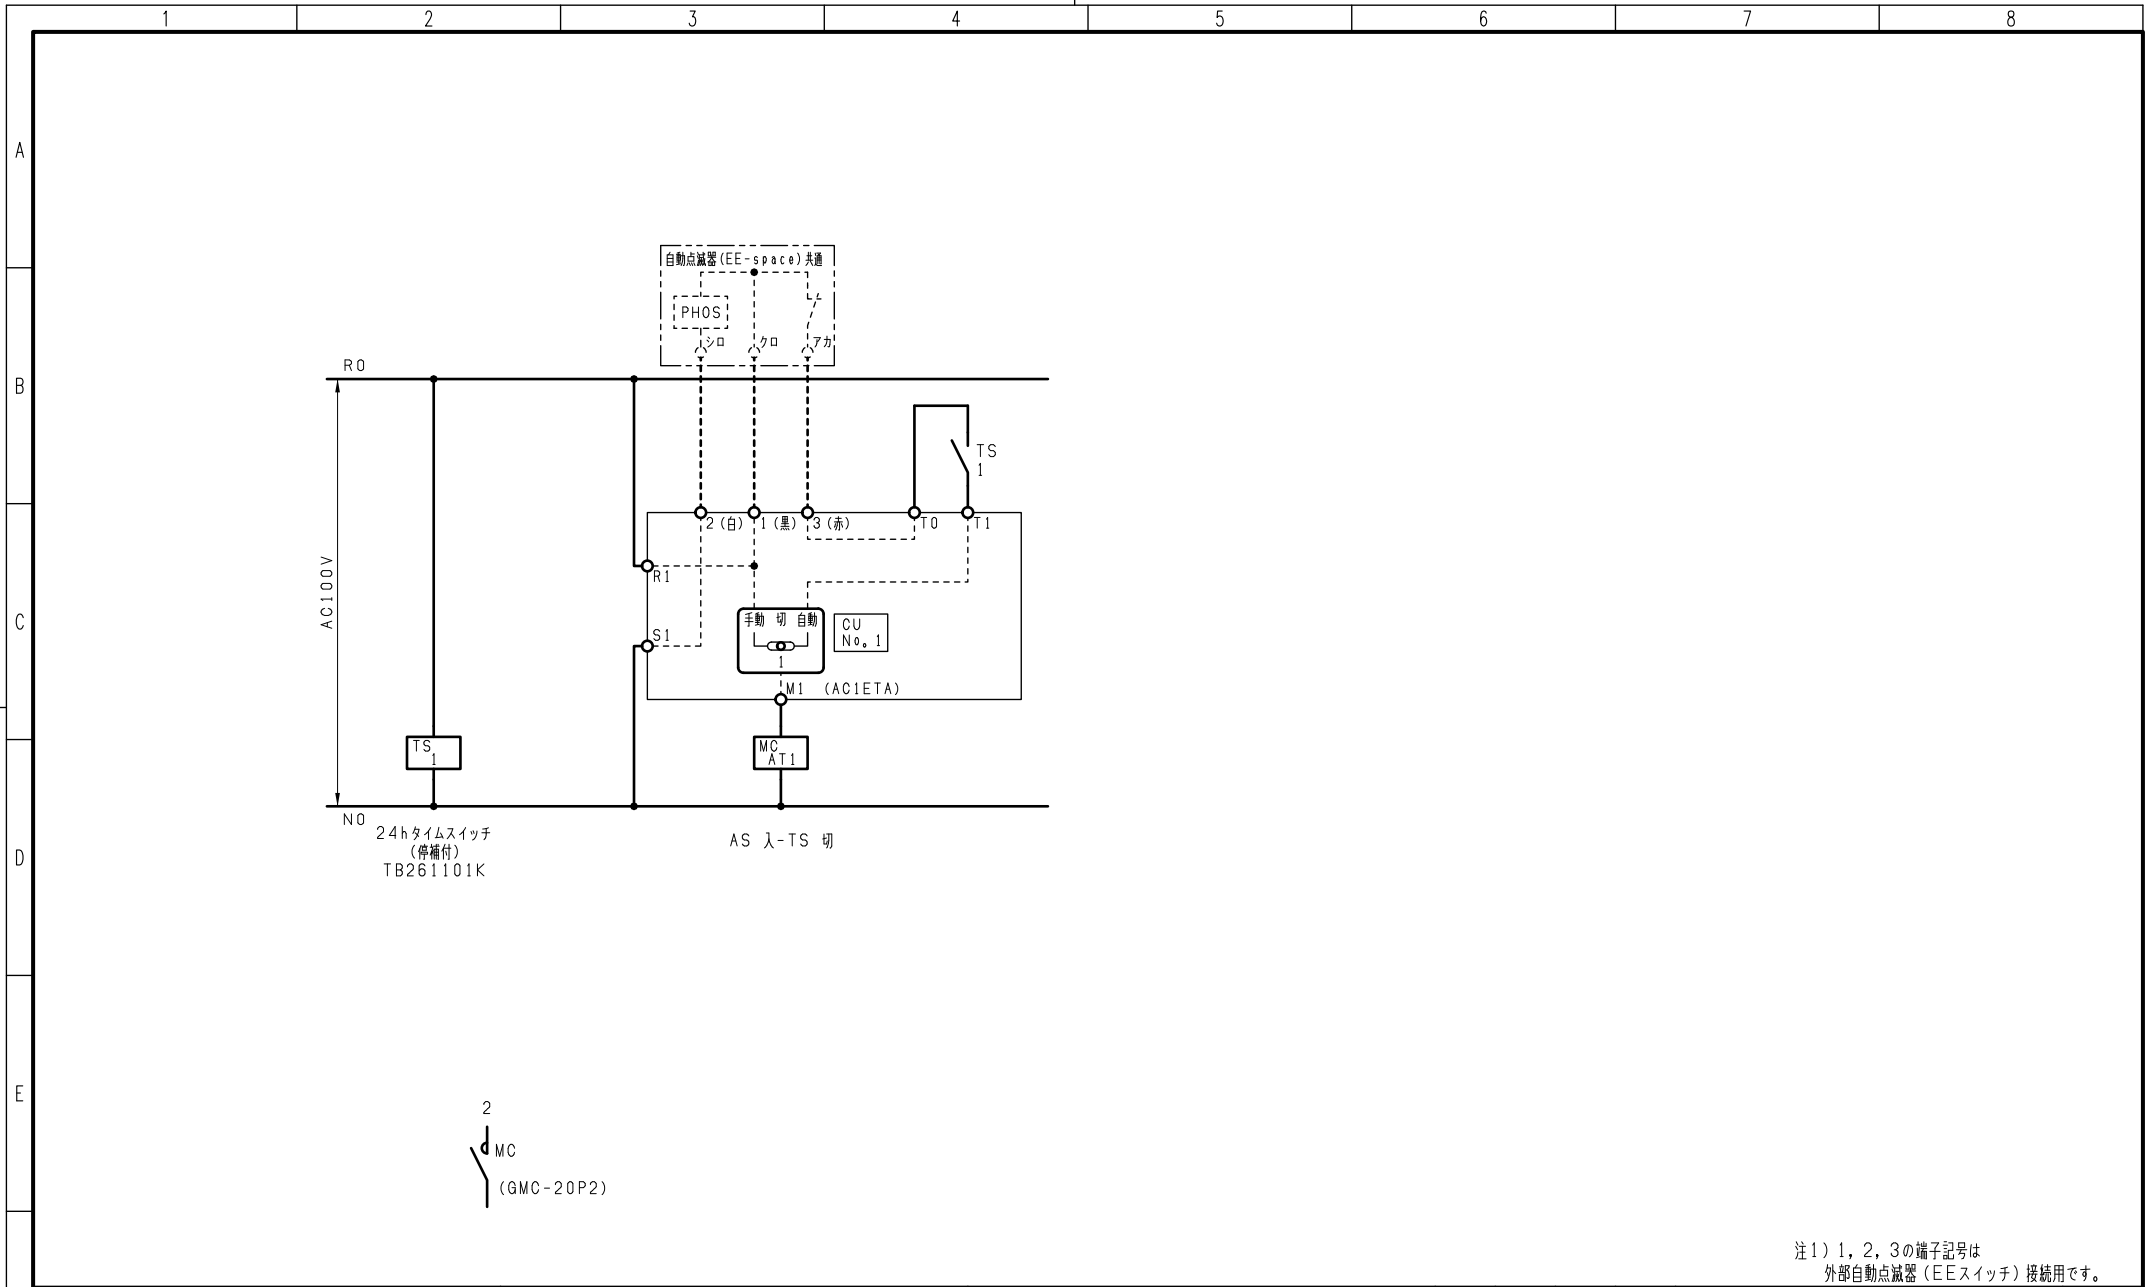 1 2 3 4 5 6 7 8
A
B
C
D
E
自動点滅器(EE-space)共通
PHOS
シロ クロ アカ
R0
TS
1
2(白) 1(黒) 3(赤) T0 T1
AC100V
R1
手動 切 自動
1
CU
No。1
S1
M1 (AC1ETA)
TS
1
MC
AT1
N0
24hタイムスイッチ
(停補付)
TB261101K
AS 入-TS 切
2
MC
(GMC-20P2)
注1)1,2,3の端子記号は
外部自動点滅器(EEスイッチ)接続用です。